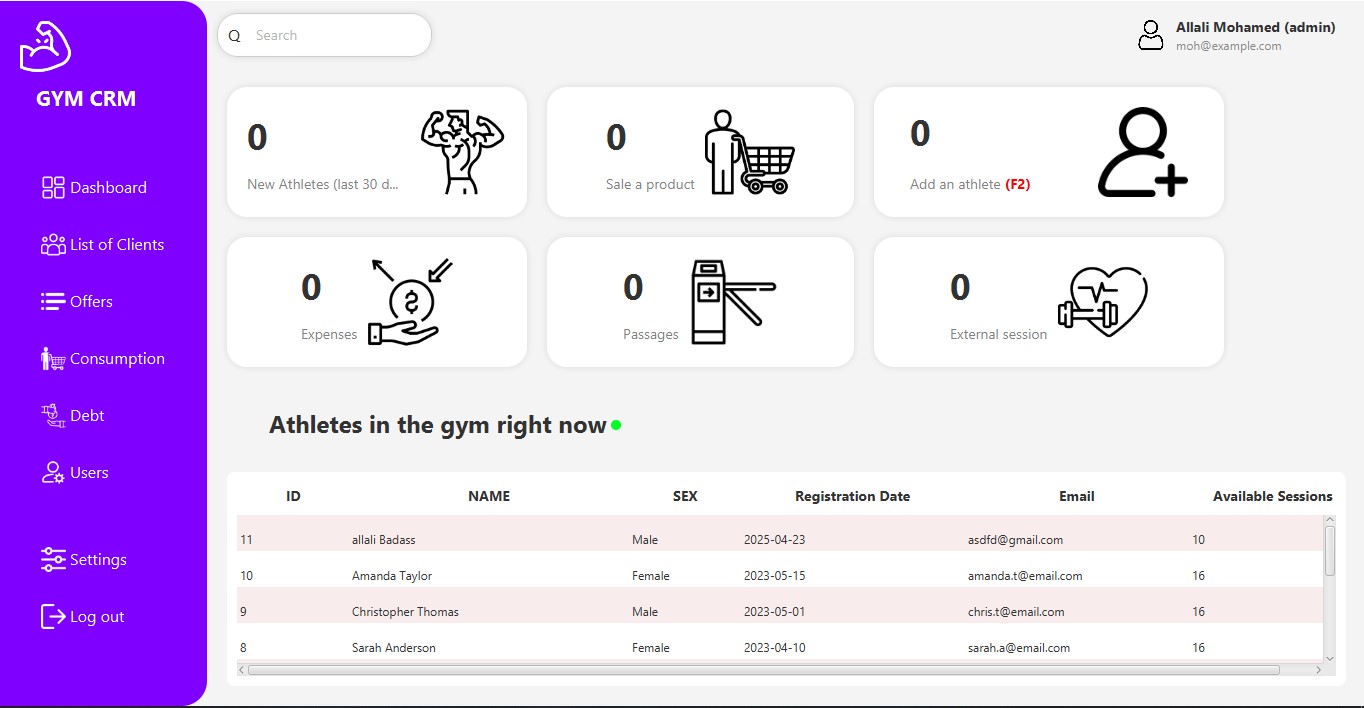 Search
Allali Mohamed (admin)
moh@example.com
GYM CRM
Dashboard
List of Clients
Offers
Consumption
Debt
Users
Settings
Log out
0
New Athletes (last 30 d...
0
Sale a product
0
Add an athlete (F2)
0
Expenses
0
Passages
0
External session
Athletes in the gym right now
ID NAME SEX Registration Date Email Available Sessions
11 allali Badass Male 2025-04-23 asdfd@gmail.com 10
10 Amanda Taylor Female 2023-05-15 amanda.t@email.com 16
9 Christopher Thomas Male 2023-05-01 chris.t@email.com 16
8 Sarah Anderson Female 2023-04-10 sarah.a@email.com 16